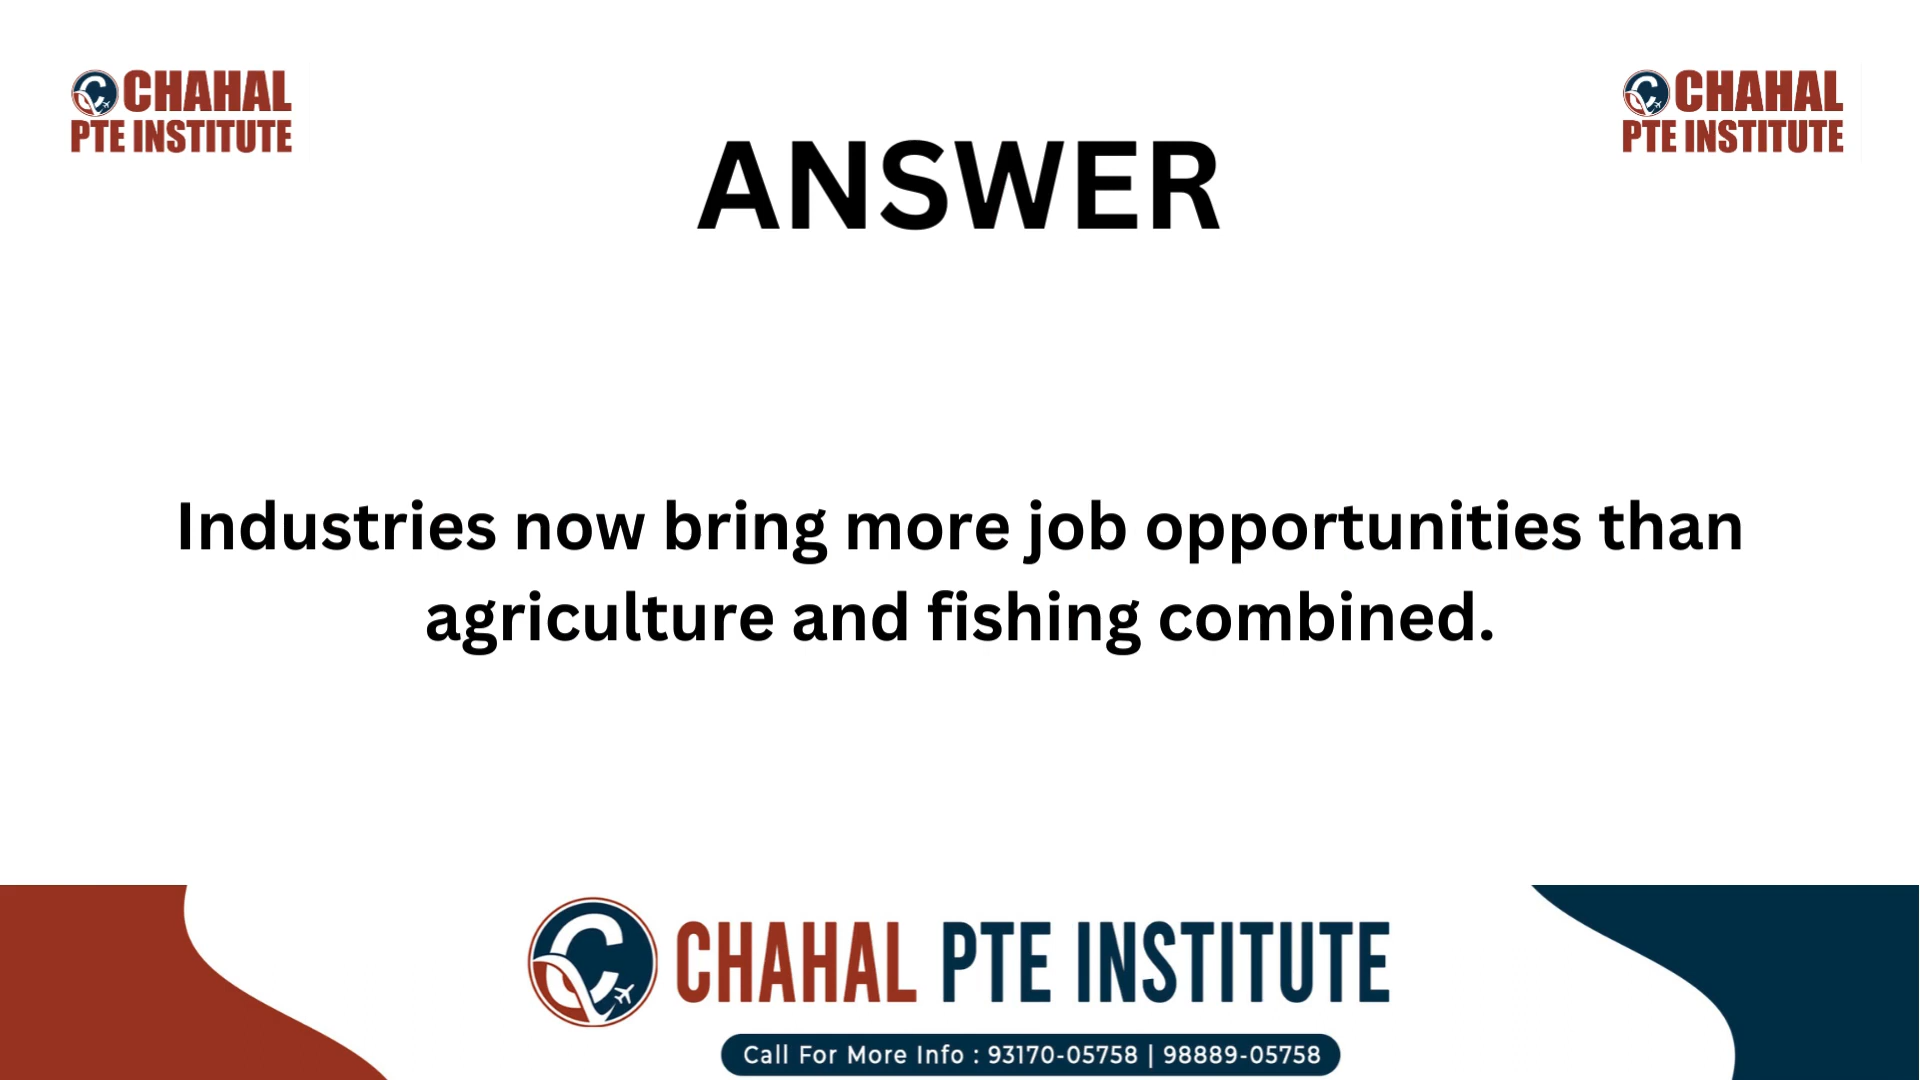 CHAHAL
PTE INSTITUTE
CHAHAL
PTE INSTITUTE
ANSWER
Industries now bring more job opportunities than
agriculture and fishing combined.
CHAHAL PTE INSTITUTE
Call For More Info : 93170-05758 | 98889-05758